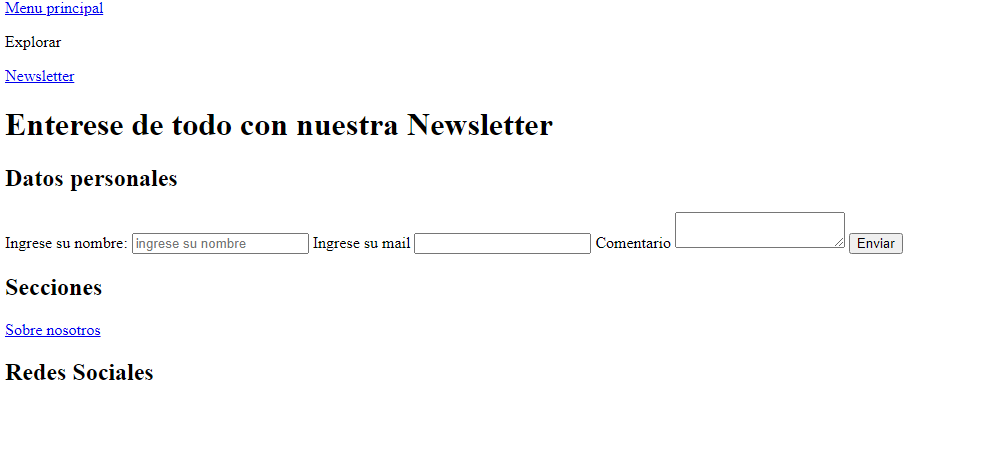 Menu principal
Explorar
Newsletter
Enterese de todo con nuestra Newsletter
Datos personales
Ingrese su nombre: ingrese su nombre Ingrese su mail Comentario Enviar
Secciones
Sobre nosotros
Redes Sociales